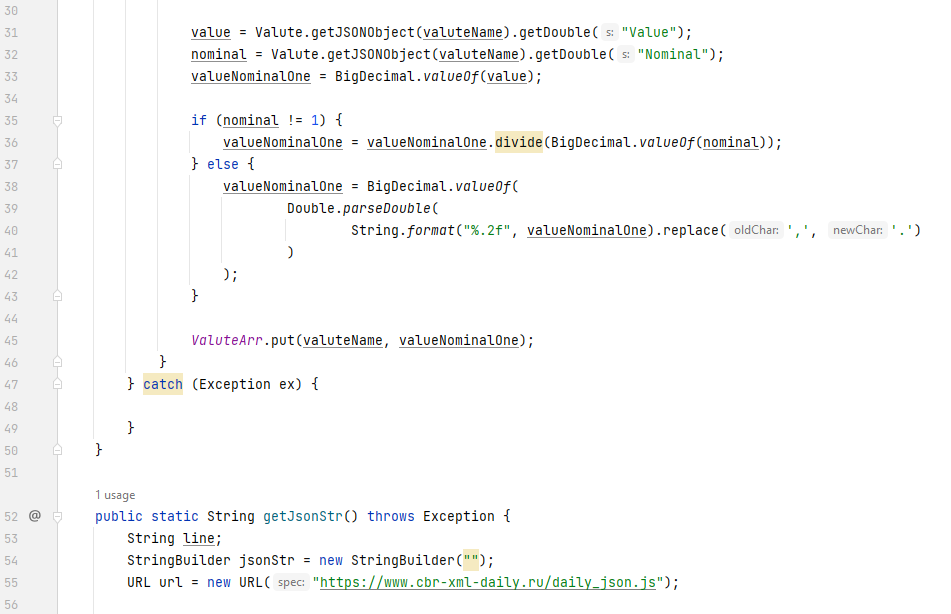 30
31 value = Valute.getJSONObject(valuteName).getDouble( s: "Value");
32 nominal = Valute.getJSONObject(valuteName).getDouble( s: "Nominal");
33 valueNominalOne = BigDecimal.valueOf(value);
34
35 if (nominal != 1) {
36 valueNominalOne = valueNominalOne.divide(BigDecimal.valueOf(nominal));
37 } else {
38 valueNominalOne = BigDecimal.valueOf(
39 Double.parseDouble(
40 String.format("%.2f", valueNominalOne).replace( oldChar: ',', newChar: '.')
41 )
42 );
43 }
44
45 ValuteArr.put(valuteName, valueNominalOne);
46 }
47 } catch (Exception ex) {
48
49 }
50 }
51
1 usage
52 @ public static String getJsonStr() throws Exception {
53 String line;
54 StringBuilder jsonStr = new StringBuilder("");
55 URL url = new URL( spec: "https://www.cbr-xml-daily.ru/daily_json.js");
56